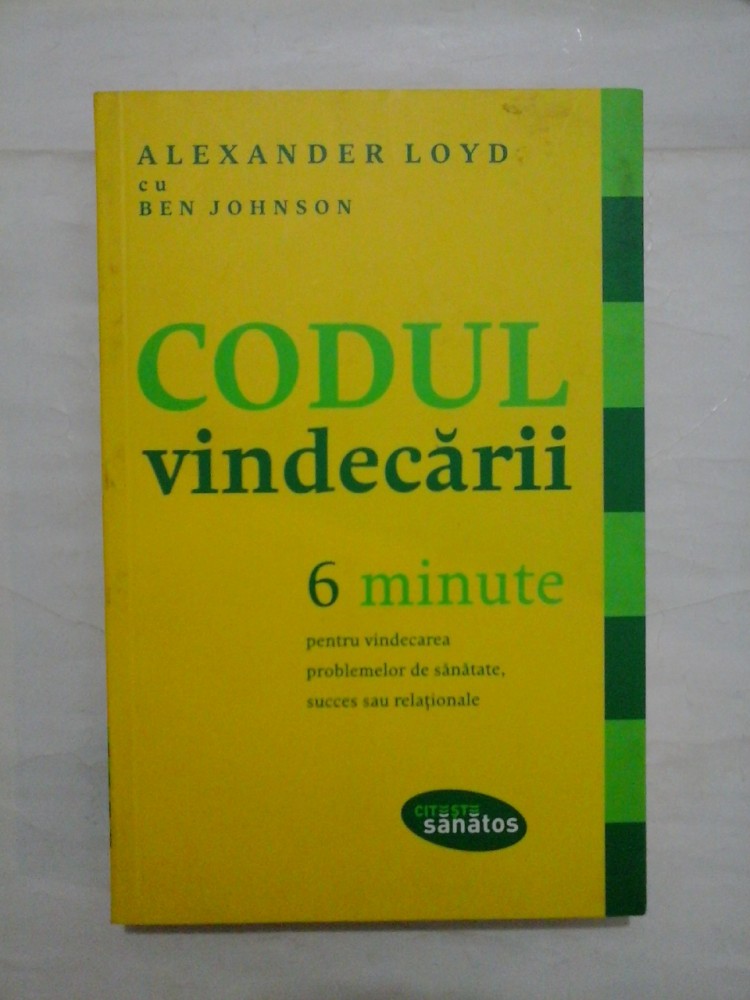 ALEXANDER LOYD
cu
BEN JOHNSON
CODUL
vindecării
6 minute
pentru vindecarea
problemelor de sănătate,
succes sau relaționale
CITEȘTE
sănătos